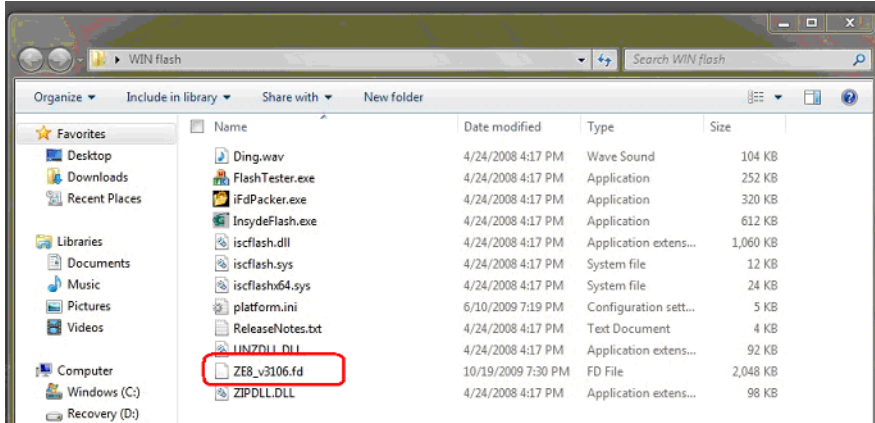 WIN flash
Search WIN flash
Organize Include in library Share with New folder
Favorites
Desktop
Downloads
Recent Places
Libraries
Documents
Music
Pictures
Videos
Computer
Windows (C:)
Recovery (D:)
Name Date modified Type Size
Ding.wav 4/24/2008 4:17 PM Wave Sound 104 KB
FlashTester.exe 4/24/2008 4:17 PM Application 252 KB
iFdPacker.exe 4/24/2008 4:17 PM Application 320 KB
InsydeFlash.exe 4/24/2008 4:17 PM Application 612 KB
iscflash.dll 4/24/2008 4:17 PM Application extens... 1,060 KB
iscflash.sys 4/24/2008 4:17 PM System file 12 KB
iscflashx64.sys 4/24/2008 4:17 PM System file 24 KB
platform.ini 6/10/2009 7:19 PM Configuration sett... 5 KB
ReleaseNotes.txt 4/24/2008 4:17 PM Text Document 4 KB
UNZDLL.DLL 4/24/2008 4:17 PM Application extens... 92 KB
ZE8_v3106.fd 10/19/2009 7:30 PM FD File 2,048 KB
ZIPDLL.DLL 4/24/2008 4:17 PM Application extens... 98 KB